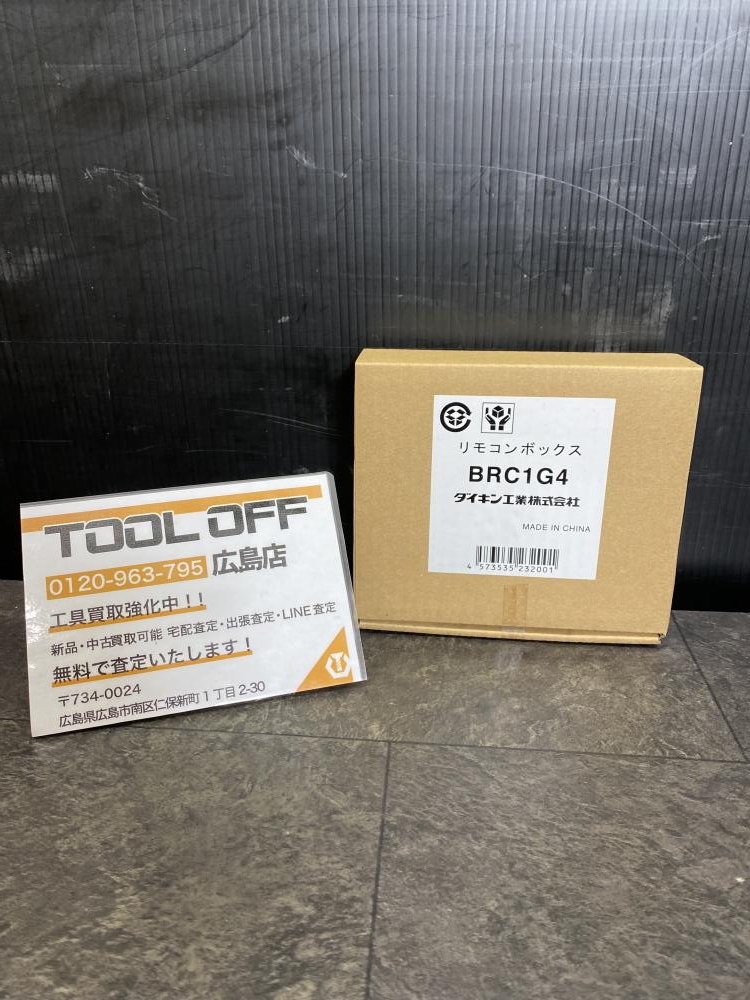 TOOL OFF
0120-963-795 広島店
工具買取強化中！！
新品・中古買取可能 宅配査定・出張査定・LINE査定
無料で査定いたします！
〒734-0024
広島県広島市南区仁保新町1丁目2-30
リモコンボックス
BRC1G4
ダイキン工業株式会社
MADE IN CHINA
4 573535 232001